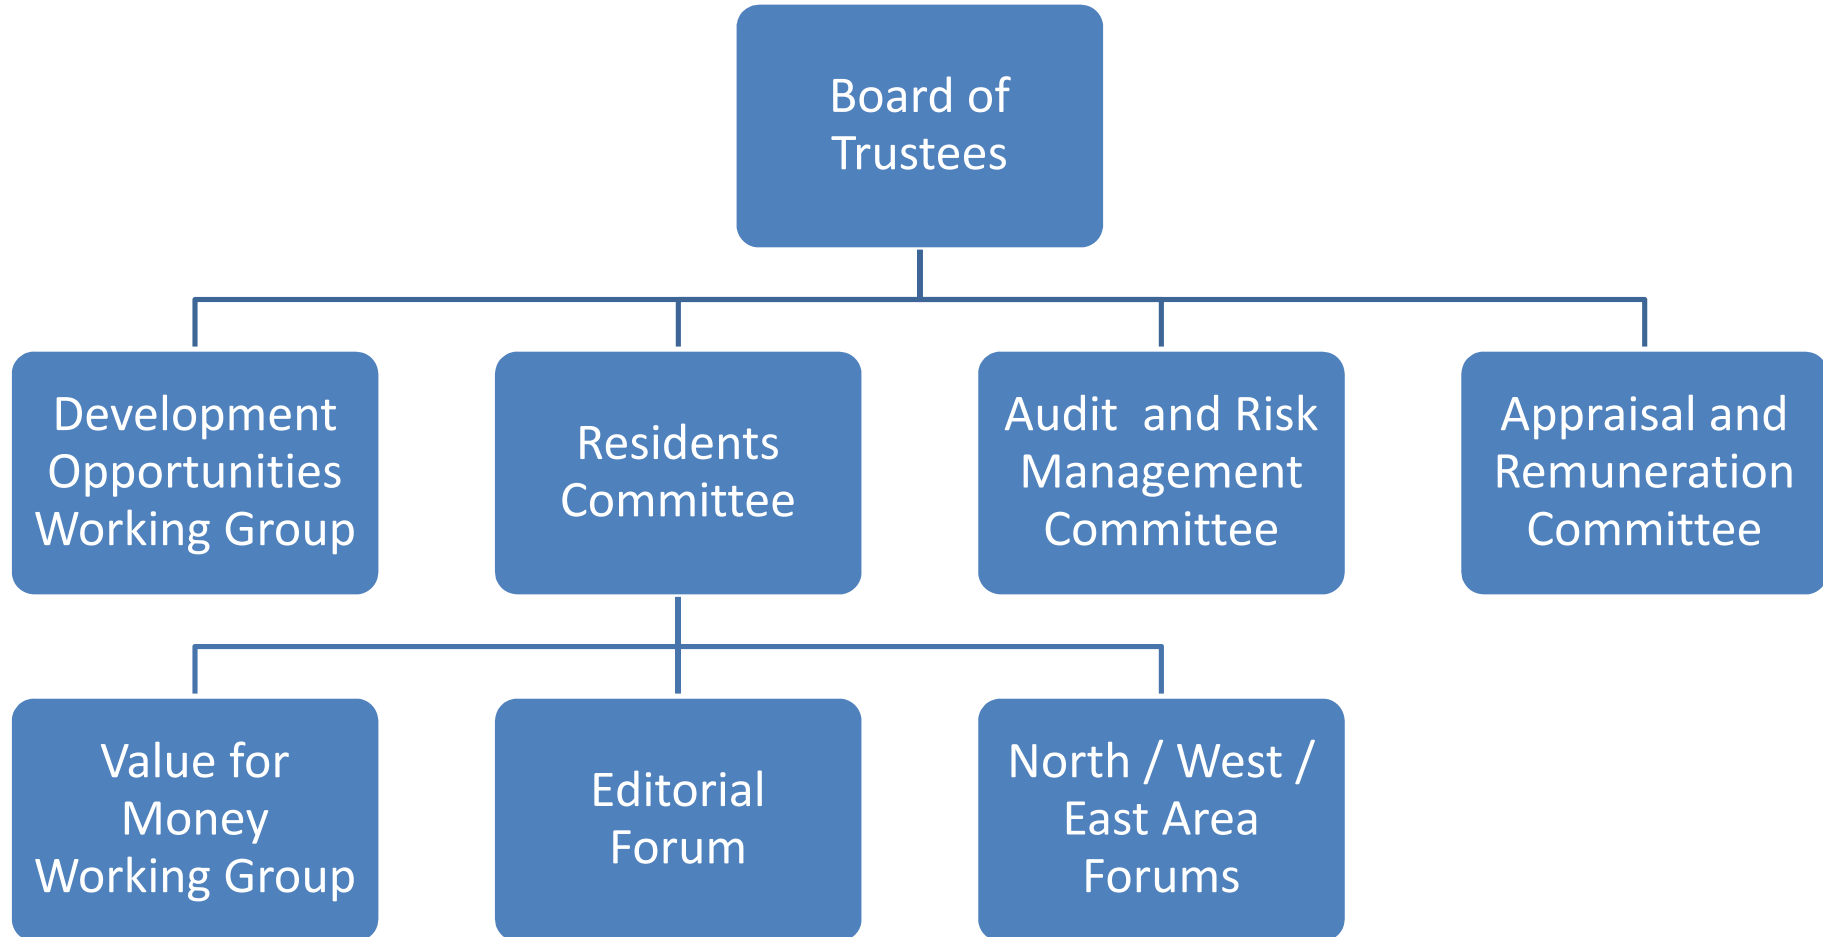 Board of
Trustees
Development
Opportunities
Working Group
Residents
Committee
Audit  and Risk
Management
Committee
Appraisal and
Remuneration
Committee
Value for
Money
Working Group
Editorial
Forum
North / West /
East Area
Forums